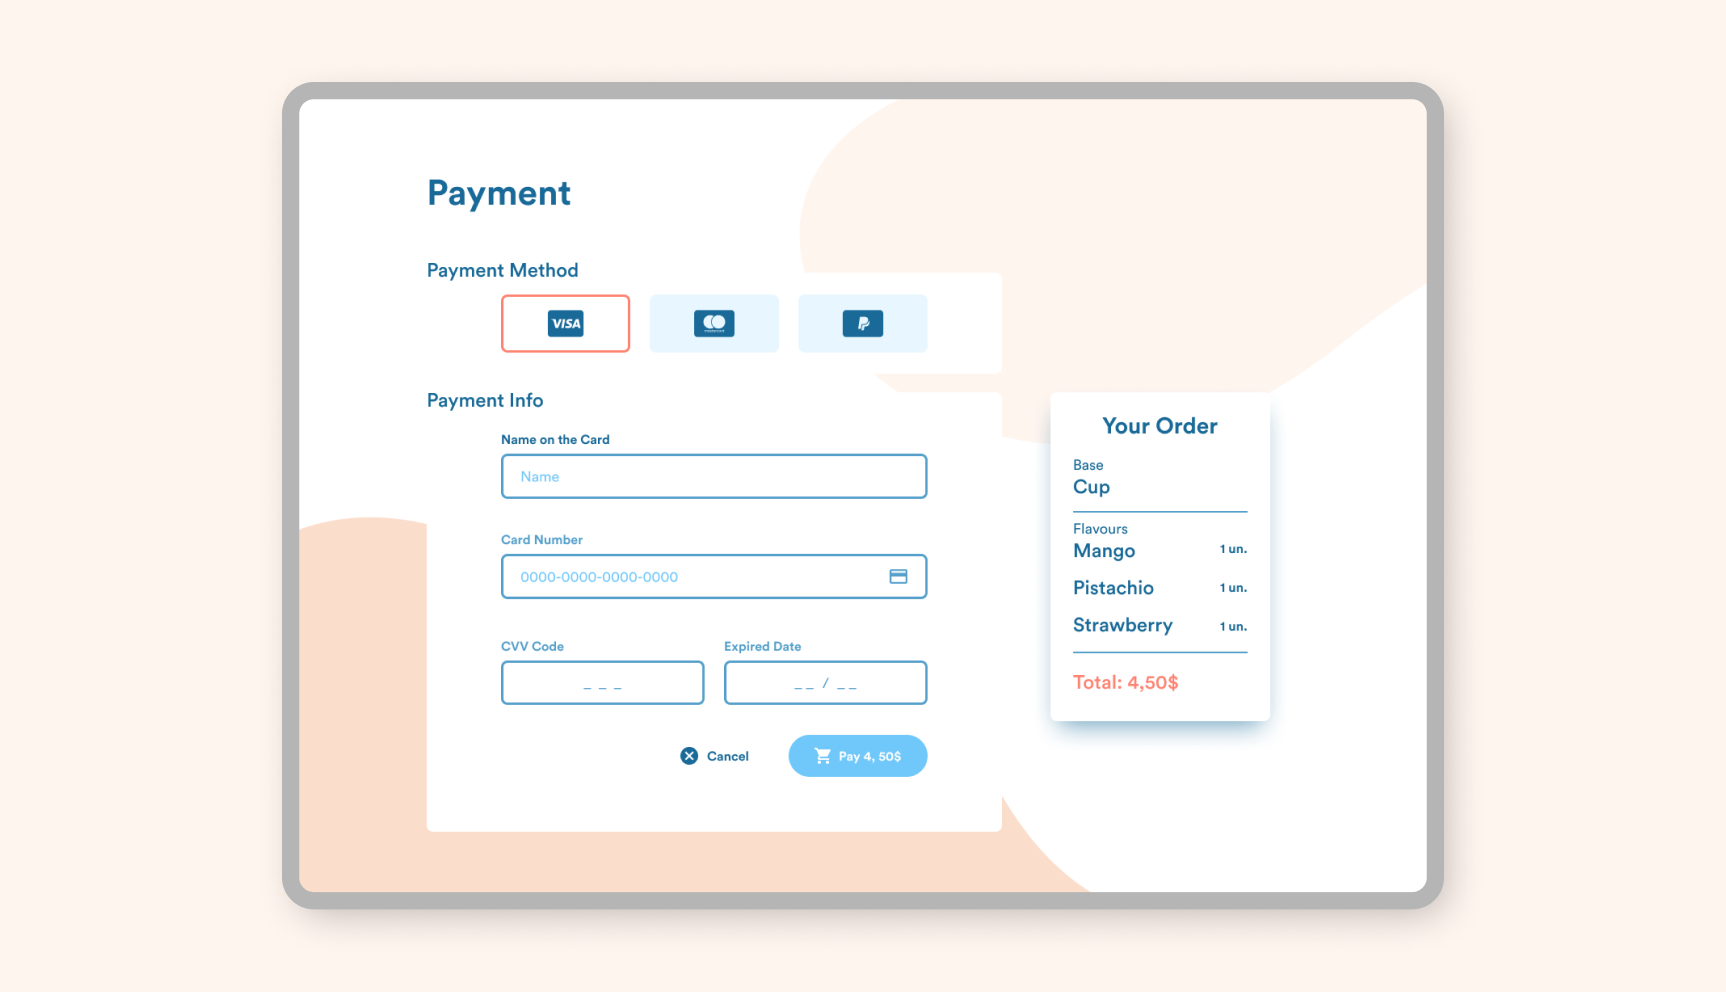 Payment
Payment Method
VISA
Payment Info
Name on the Card
Name
Card Number
0000-0000-0000-0000
CVV Code
_ _ _
Expired Date
_ _ / _ _
Cancel
Pay 4, 50$
Your Order
Base
Cup
Flavours
Mango 1 un.
Pistachio 1 un.
Strawberry 1 un.
Total: 4,50$